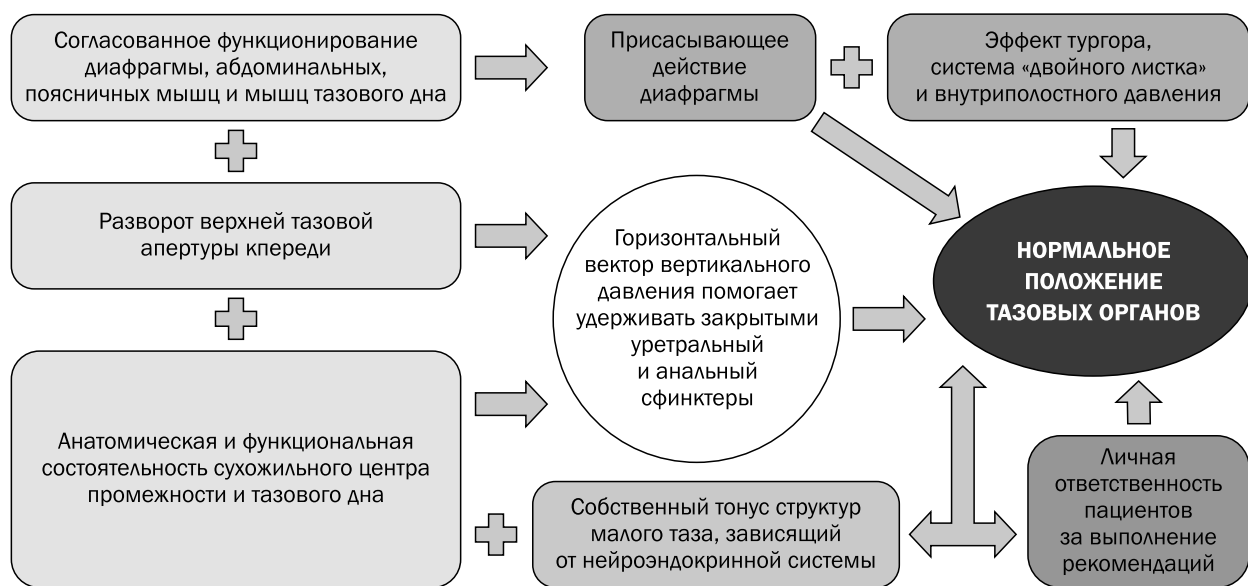 Согласованное функционирование
диафрагмы, абдоминальных,
поясничных мышц и мышц тазового дна
Присасывающее
действие
диафрагмы
Эффект тургора,
система «двойного листка»
и внутриполостного давления
Разворот верхней тазовой
апертуры кпереди
Горизонтальный
вектор вертикального
давления помогает
удерживать закрытыми
уретральный
и анальный
сфинктеры
НОРМАЛЬНОЕ
ПОЛОЖЕНИЕ
ТАЗОВЫХ ОРГАНОВ
Анатомическая и функциональная
состоятельность сухожильного центра
промежности и тазового дна
Собственный тонус структур
малого таза, зависящий
от нейроэндокринной системы
Личная
ответственность
пациентов
за выполнение
рекомендаций